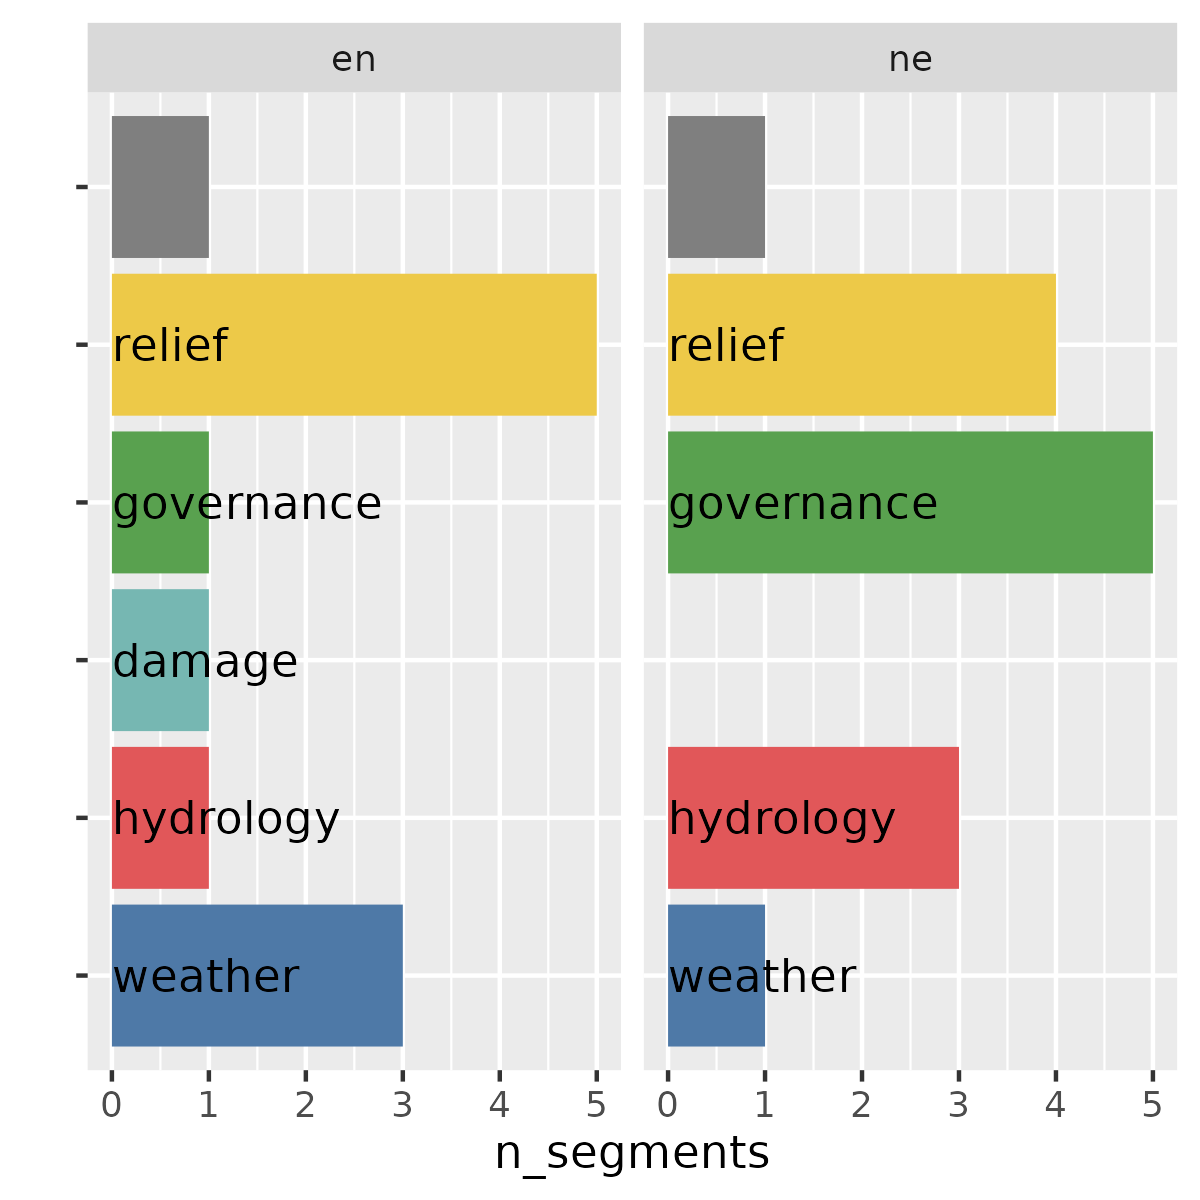 en
ne
relief
relief
governance
governance
damage
hydrology
hydrology
weather
weather
0 1 2 3 4 5
0 1 2 3 4 5
n_segments